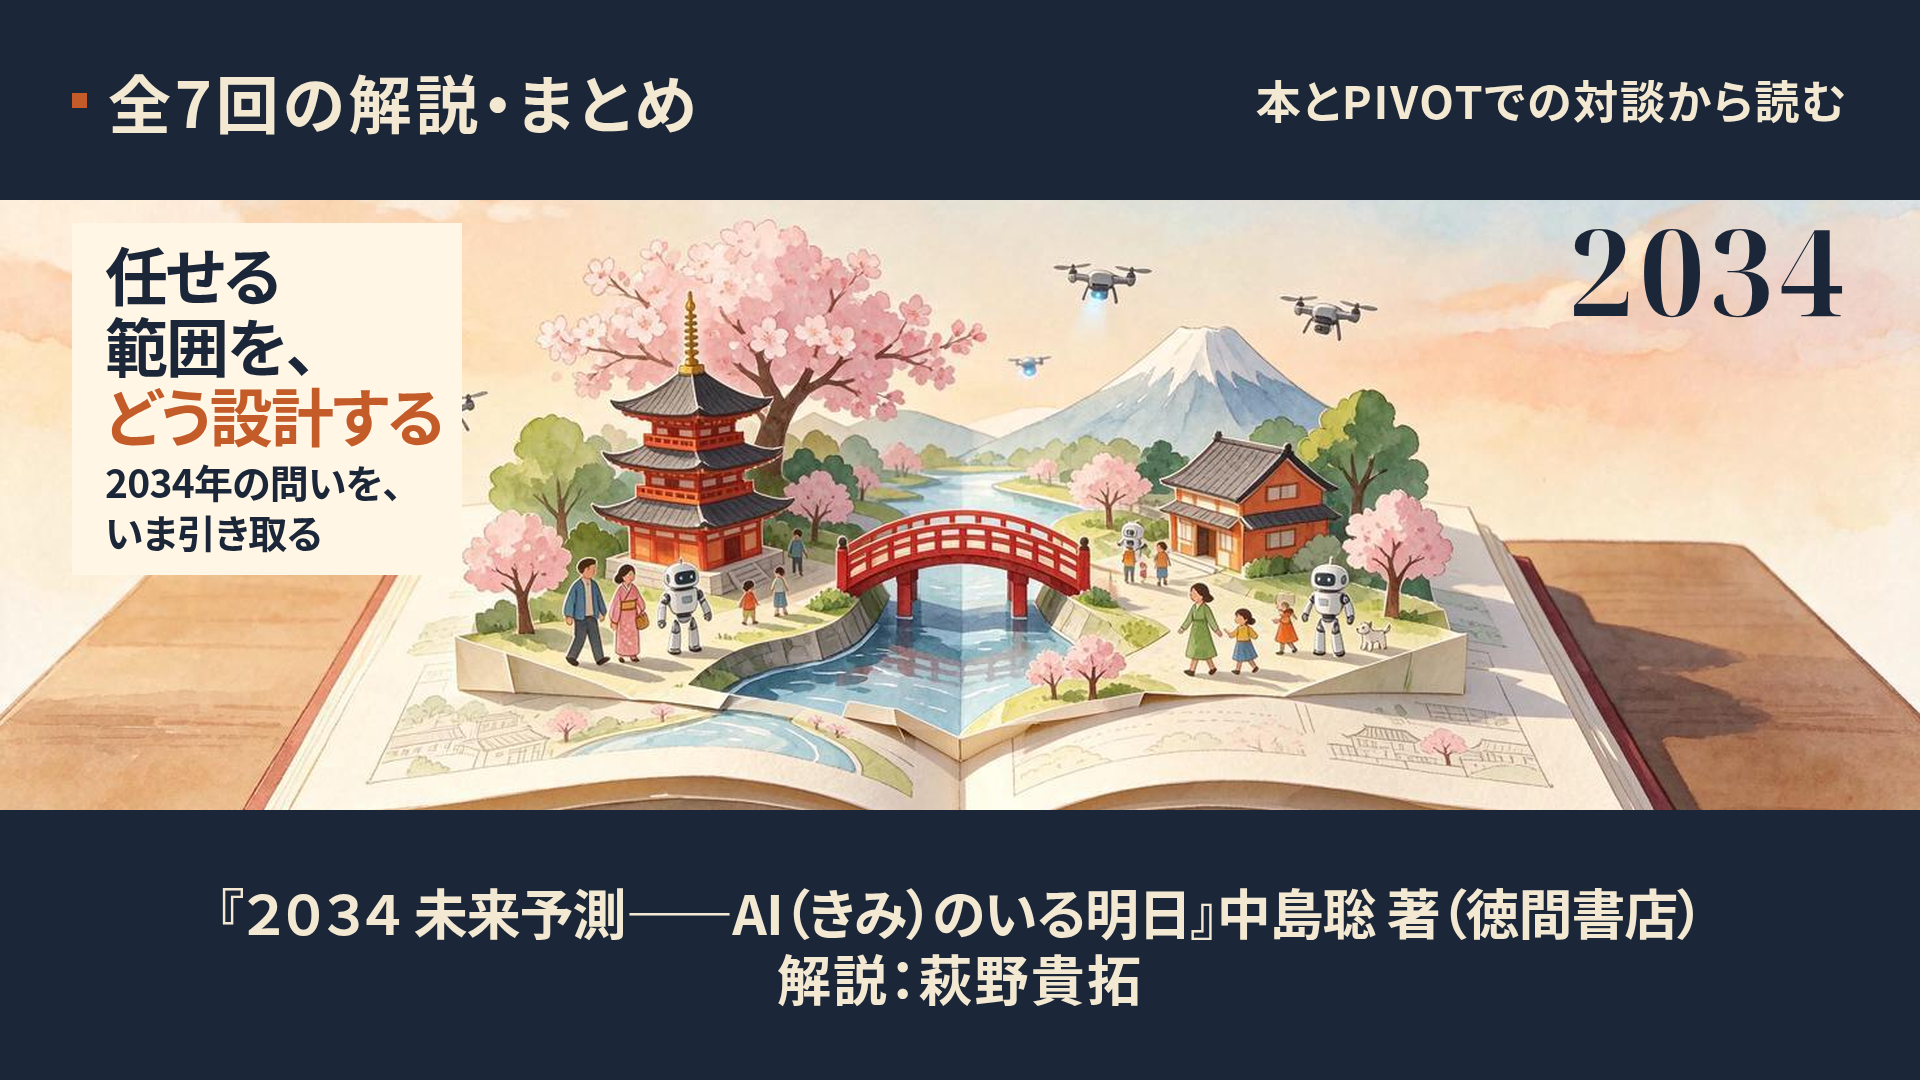 全7回の解説・まとめ
本とPIVOTでの対談から読む
2034
任せる
範囲を、
どう設計する
2034年の問いを、
いま引き取る
『２０３４ 未来予測――AI（きみ）のいる明日』中島聡 著（徳間書店）
解説：萩野貴拓